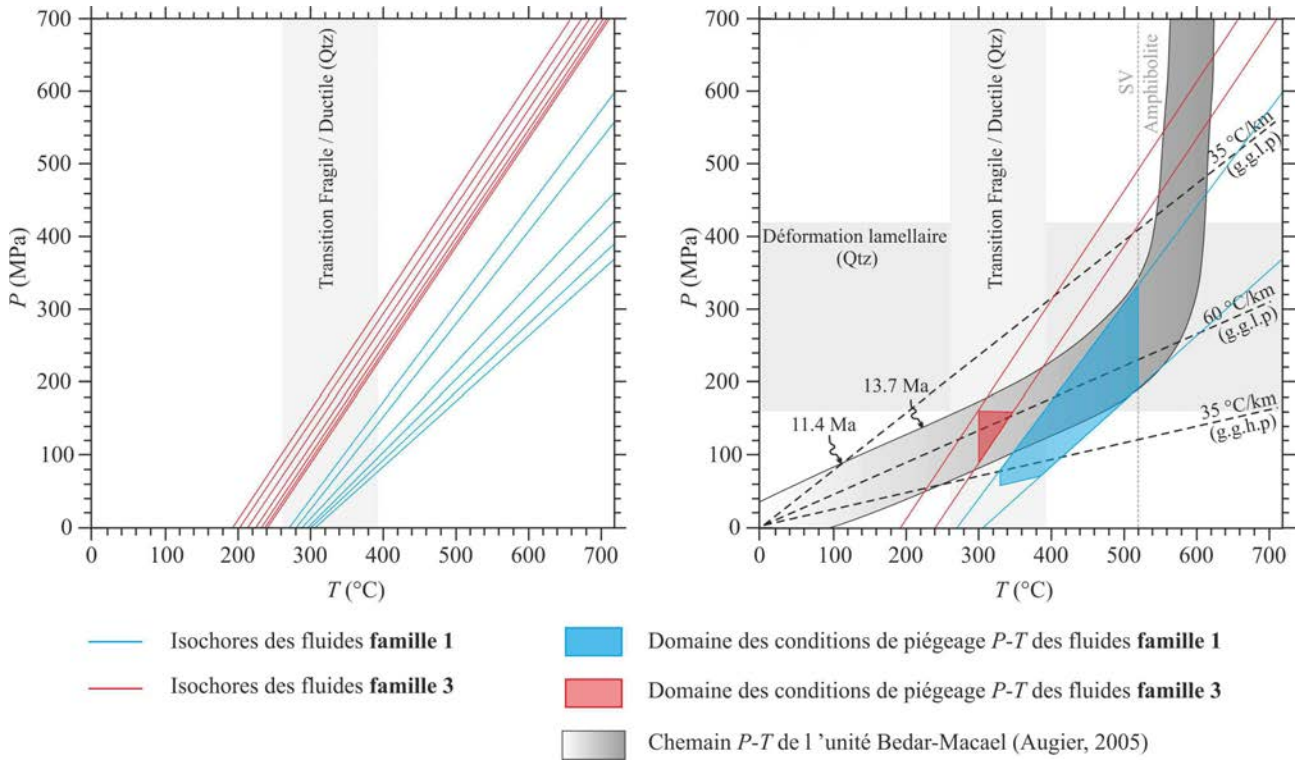 700
600
500
400
300
200
100
0
P (MPa)
0
100
200
300
400
500
600
700
T (°C)
Transition Fragile / Ductile (Qtz)
700
600
500
400
300
200
100
0
P (MPa)
0
100
200
300
400
500
600
700
T (°C)
Transition Fragile / Ductile (Qtz)
SV
Amphibolite
Déformation lamellaire
(Qtz)
35 °C/km
(g.g.l.p)
60 °C/km
(g.g.l.p)
35 °C/km
(g.g.h.p)
13.7 Ma
11.4 Ma
Isochores des fluides famille 1
Isochores des fluides famille 3
Domaine des conditions de piégeage P-T des fluides famille 1
Domaine des conditions de piégeage P-T des fluides famille 3
Chemain P-T de l 'unité Bedar-Macael (Augier, 2005)